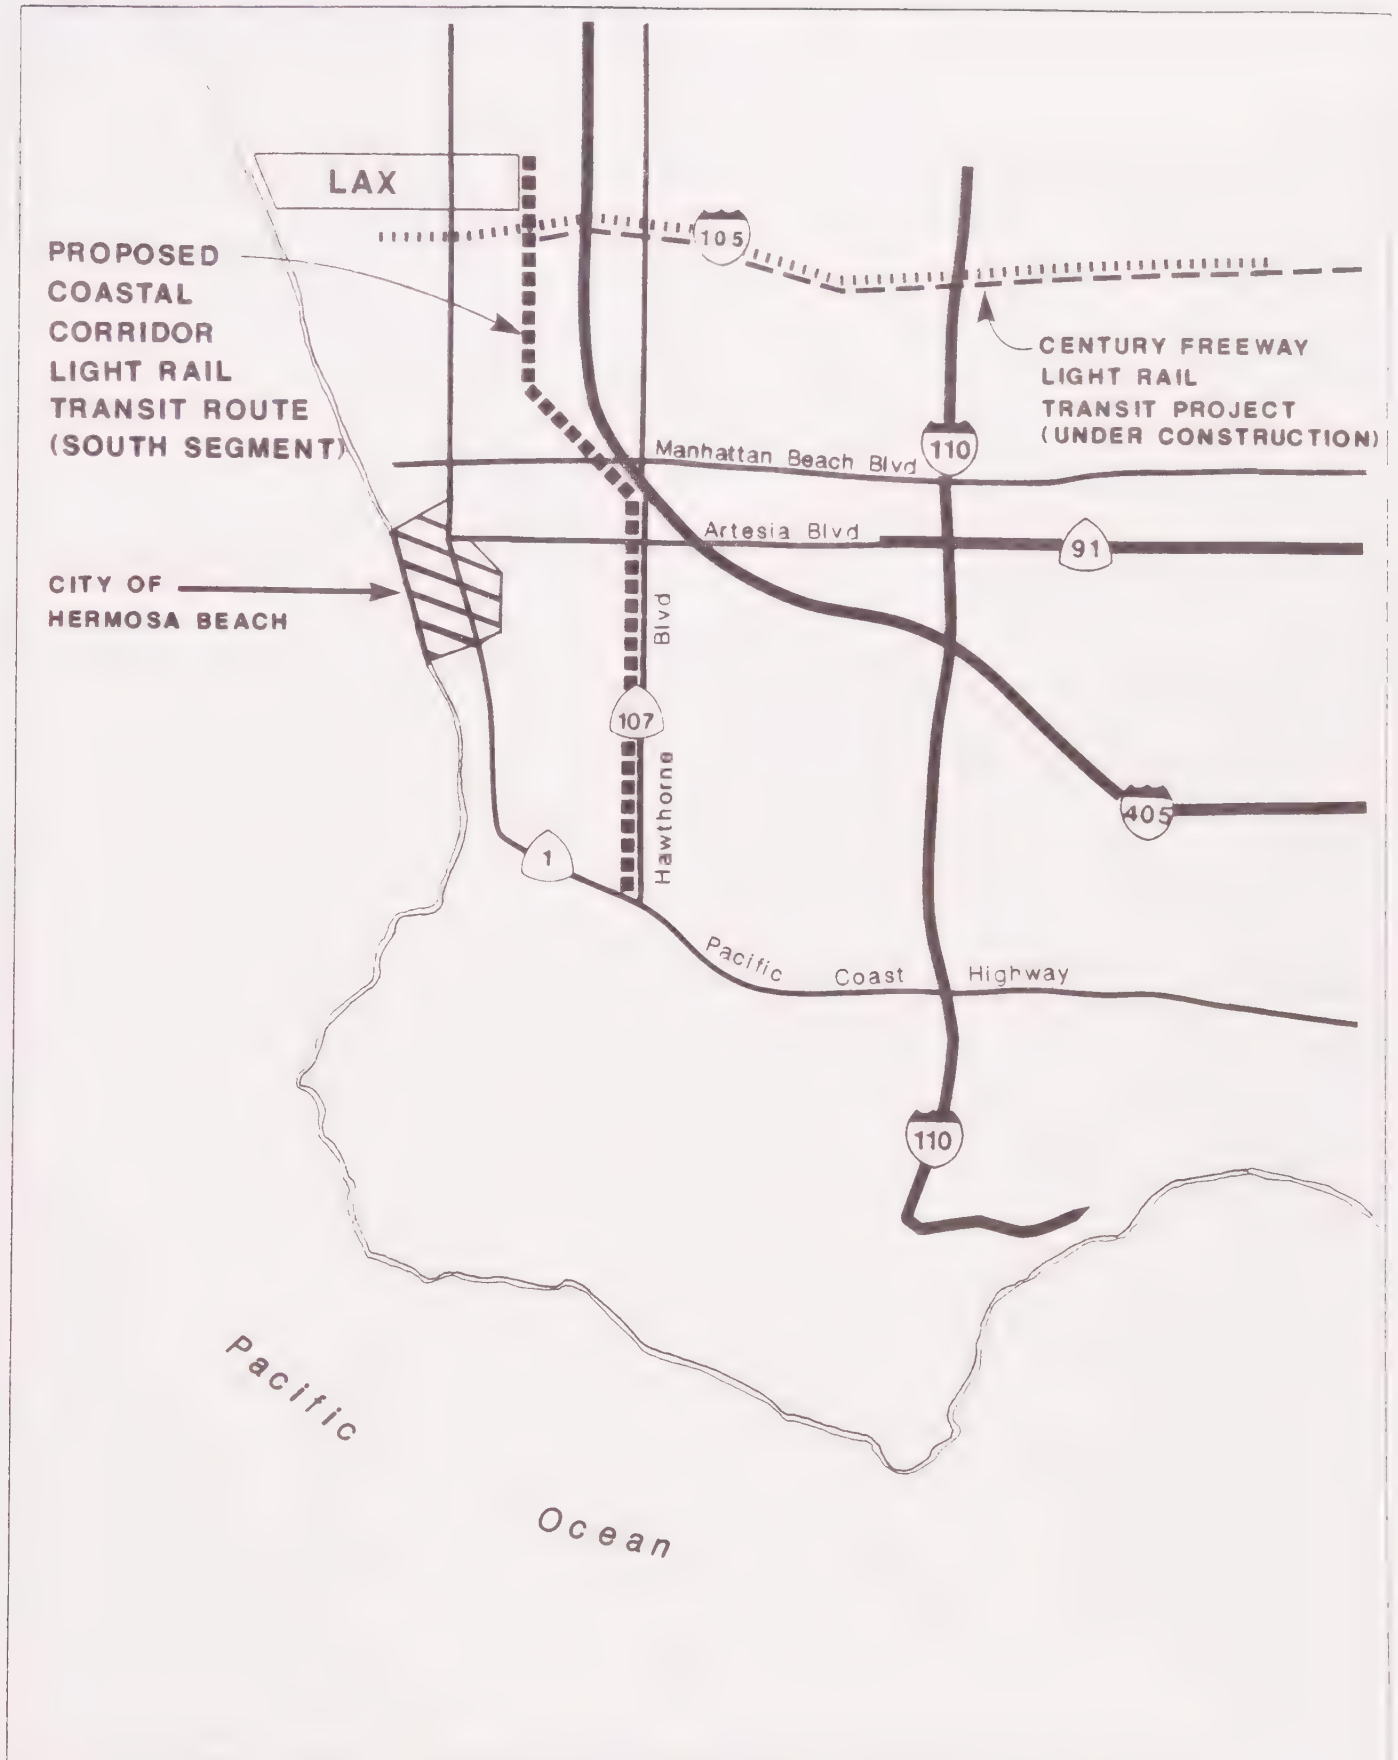 LAX
105
PROPOSED
COASTAL
CORRIDOR
LIGHT RAIL
TRANSIT ROUTE
(SOUTH SEGMENT)
CENTURY FREEWAY
LIGHT RAIL
TRANSIT PROJECT
(UNDER CONSTRUCTION)
Manhattan Beach Blvd
110
Artesia Blvd
91
CITY OF
HERMOSA BEACH
Hawthorne Blvd
107
405
1
Pacific Coast Highway
110
Pacific
Ocean